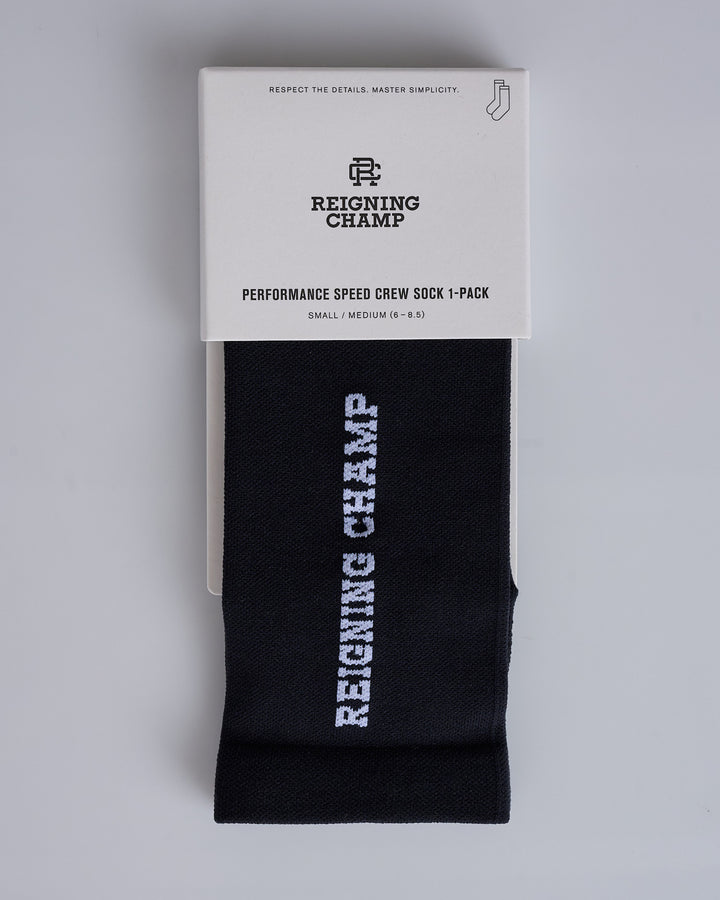 RESPECT THE DETAILS. MASTER SIMPLICITY.
RC
REIGNING
CHAMP
PERFORMANCE SPEED CREW SOCK 1-PACK
SMALL / MEDIUM (6 – 8.5)
REIGNING CHAMP